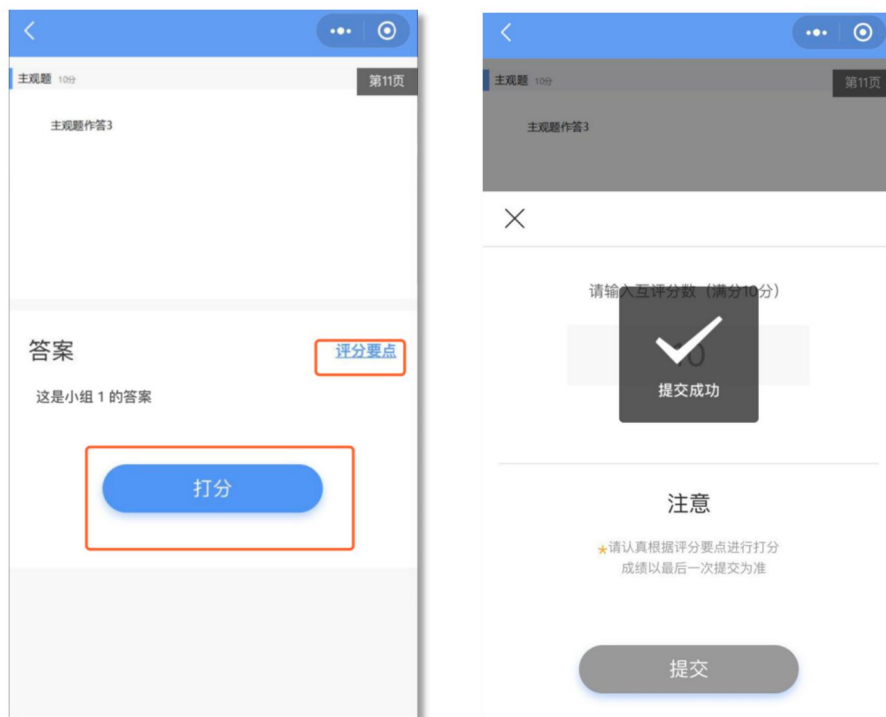 主观题 10分
第11页
主观题作答3
答案
评分要点
这是小组 1 的答案
打分
主观题 10分
第11页
主观题作答3
请输入互评分数（满分10分）
10
提交成功
注意
*请认真根据评分要点进行打分
成绩以最后一次提交为准
提交